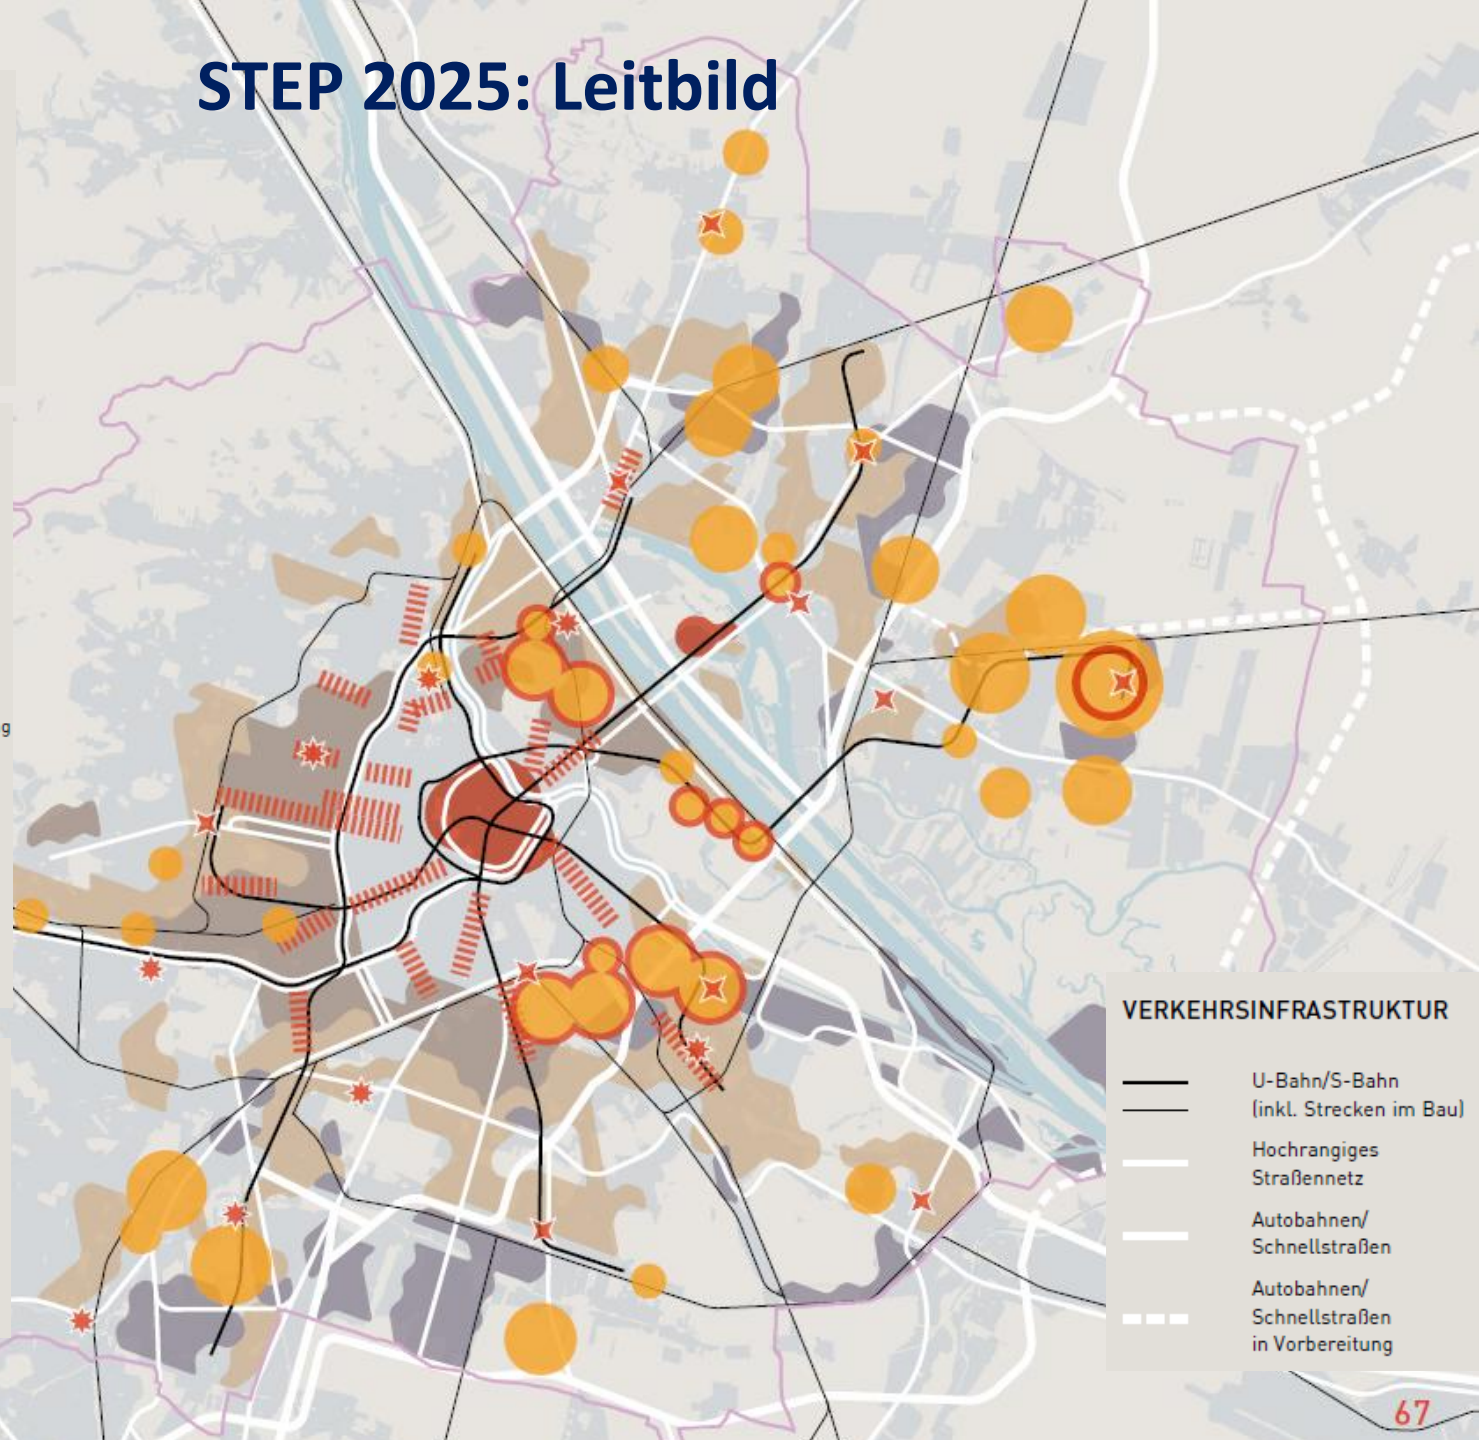 STEP 2025: Leitbild
g
VERKEHRSINFRASTRUKTUR
U-Bahn/S-Bahn
(inkl. Strecken im Bau)
Hochrangiges
Straßennetz
Autobahnen/
Schnellstraßen
Autobahnen/
Schnellstraßen
in Vorbereitung
67